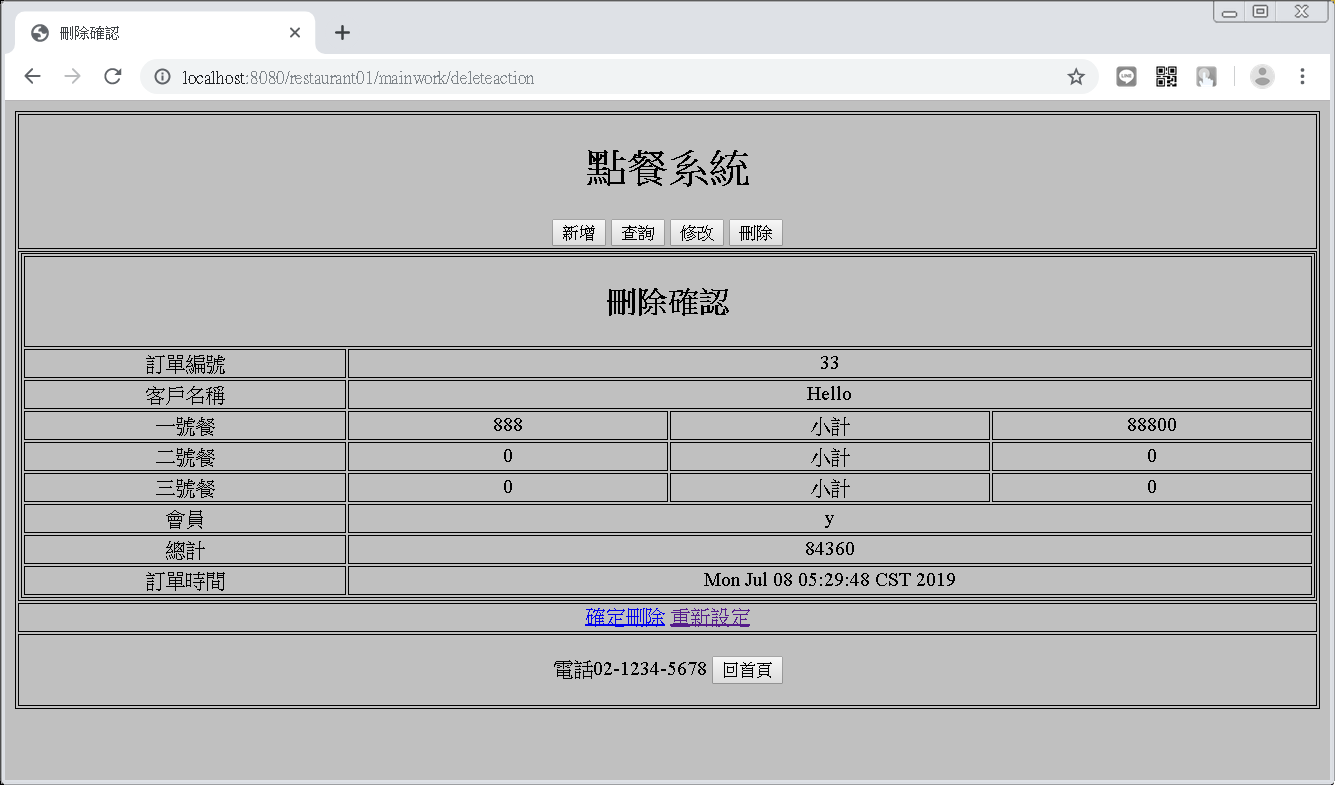 刪除確認
localhost:8080/restaurant01/mainwork/deleteaction
點餐系統
新增 查詢 修改 刪除
刪除確認
訂單編號 33
客戶名稱 Hello
一號餐 888 小計 88800
二號餐 0 小計 0
三號餐 0 小計 0
會員 y
總計 84360
訂單時間 Mon Jul 08 05:29:48 CST 2019
確定刪除 重新設定
電話02-1234-5678 回首頁